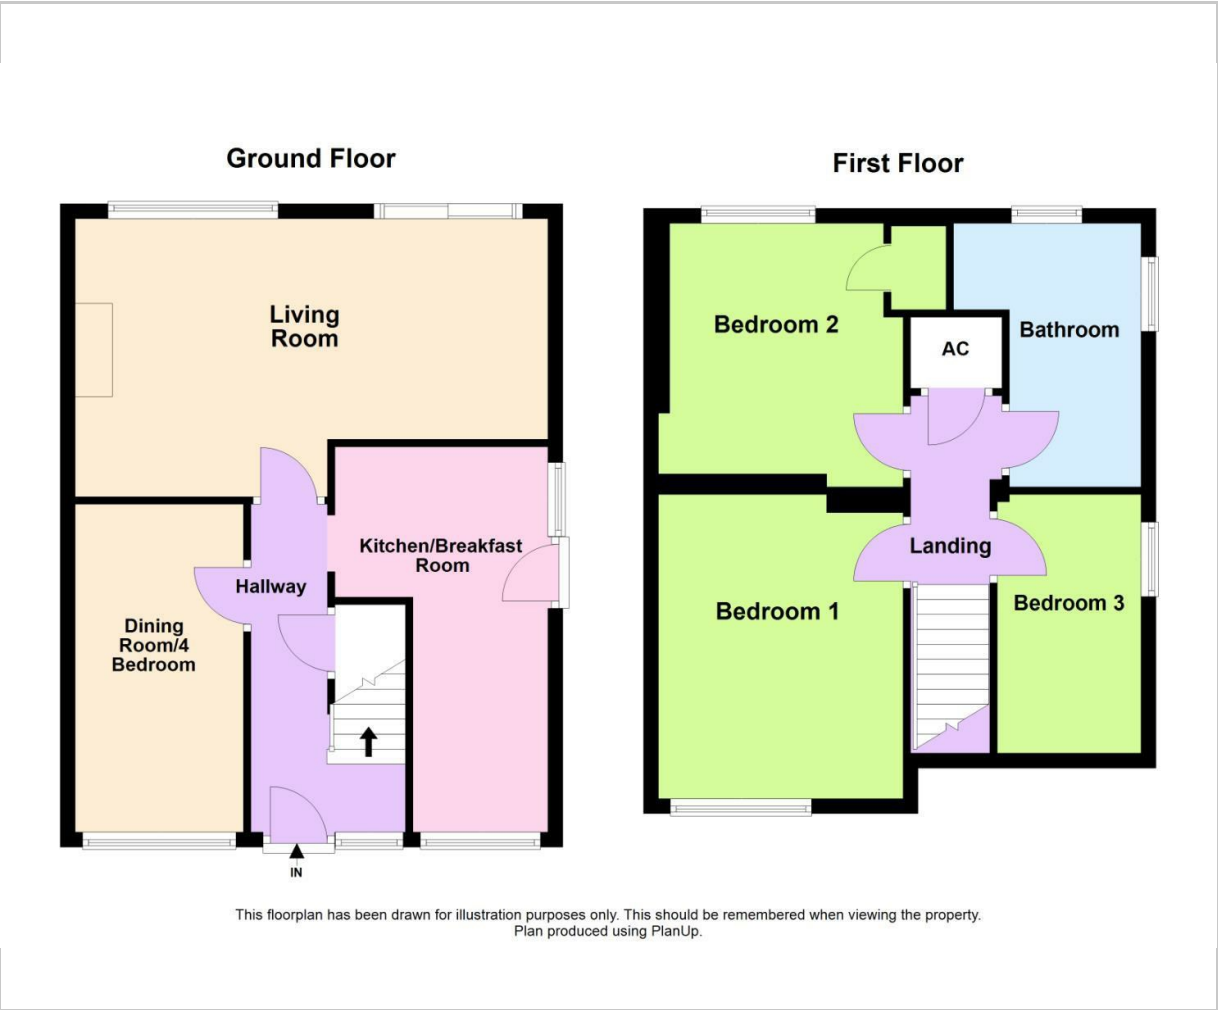 Ground Floor
Living
Room
Kitchen/Breakfast
Room
Hallway
Dining
Room/4
Bedroom
IN
First Floor
Bedroom 2
AC
Bathroom
Landing
Bedroom 1
Bedroom 3
This floorplan has been drawn for illustration purposes only. This should be remembered when viewing the property.
Plan produced using PlanUp.